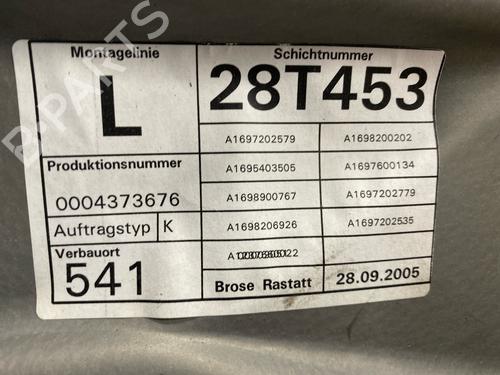 Montagelinie
Schichtnummer
L
28T453
A1697202579
A1698200202
Produktionsnummer
A1695403505
A1697600134
0004373676
A1698900767
A1697202779
Auftragstyp K
A1698206926
A1697202535
Verbauort
541
Brose Rastatt
28.09.2005
B-PARTS